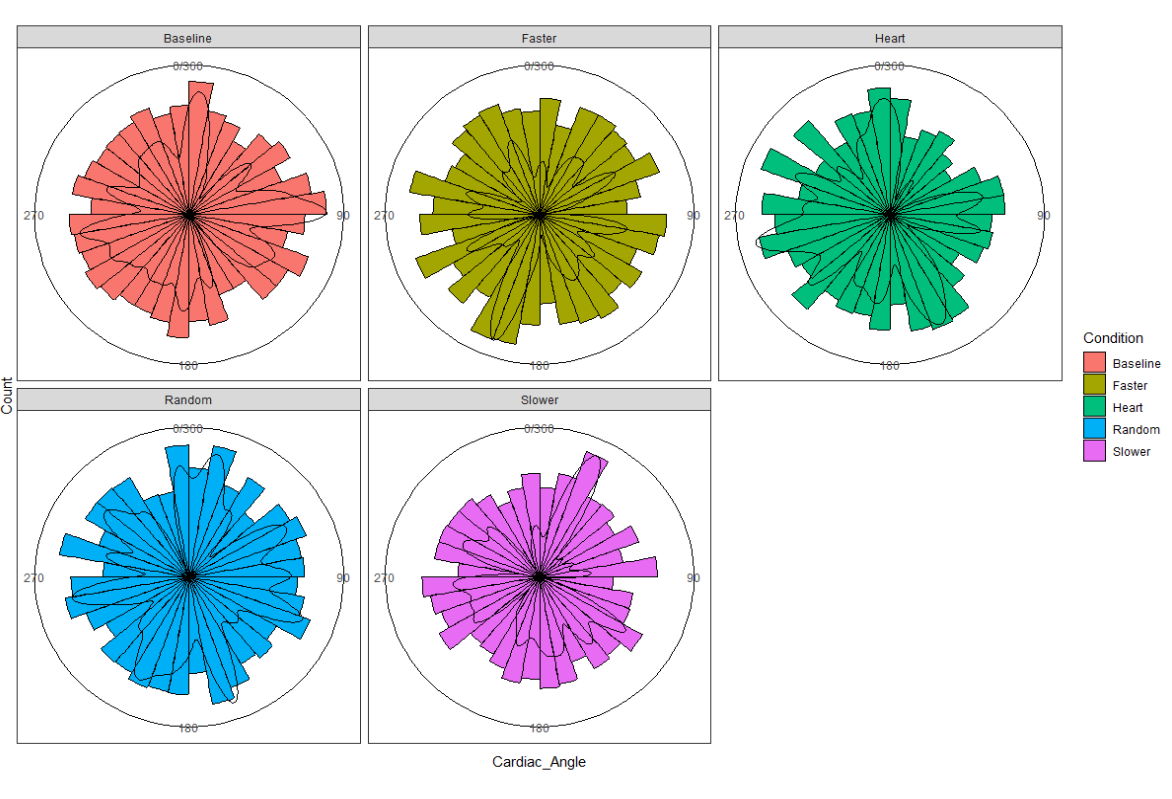 Baseline
Faster
Heart
0/360
0/360
0/360
270
90
270
90
270
90
180
180
180
Condition
Baseline
Faster
Heart
Random
Slower
Count
Random
Slower
0/360
0/360
270
90
270
90
180
180
Cardiac_Angle